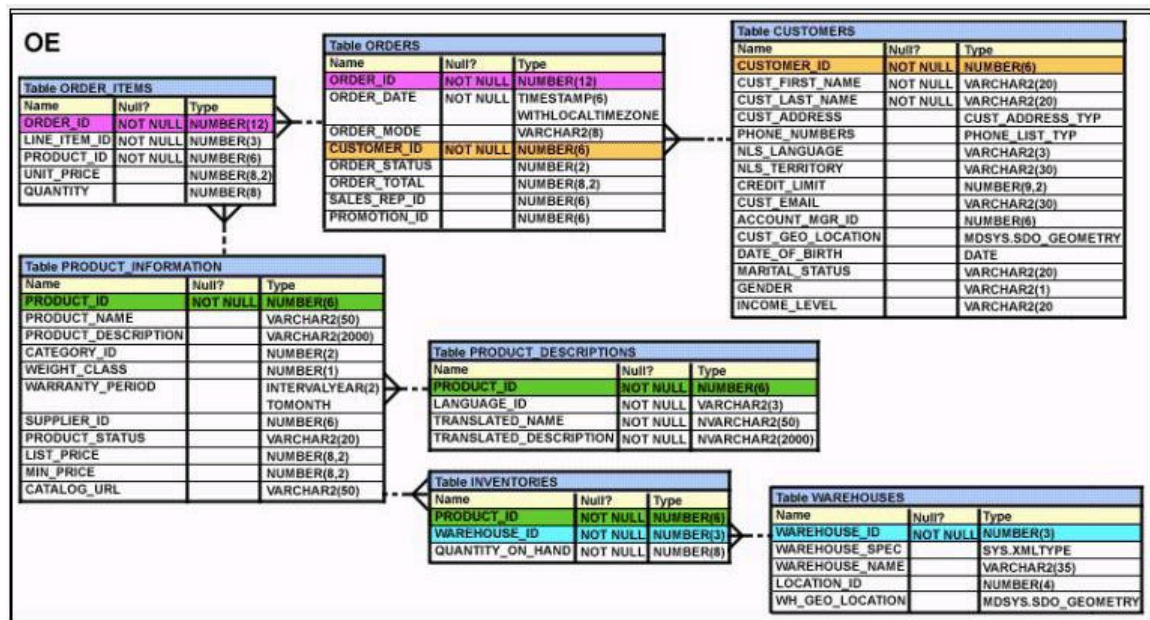 OE
Table ORDER_ITEMS
Name Null? Type
ORDER_ID NOT NULL NUMBER(12)
LINE_ITEM_ID NOT NULL NUMBER(3)
PRODUCT_ID NOT NULL NUMBER(6)
UNIT_PRICE NUMBER(8,2)
QUANTITY NUMBER(8)
Table ORDERS
Name Null? Type
ORDER_ID NOT NULL NUMBER(12)
ORDER_DATE NOT NULL TIMESTAMP(6)
WITHLOCALTIMEZONE
ORDER_MODE VARCHAR2(8)
CUSTOMER_ID NOT NULL NUMBER(6)
ORDER_STATUS NUMBER(2)
ORDER_TOTAL NUMBER(8,2)
SALES_REP_ID NUMBER(6)
PROMOTION_ID NUMBER(6)
Table CUSTOMERS
Name Null? Type
CUSTOMER_ID NOT NULL NUMBER(6)
CUST_FIRST_NAME NOT NULL VARCHAR2(20)
CUST_LAST_NAME NOT NULL VARCHAR2(20)
CUST_ADDRESS CUST_ADDRESS_TYP
PHONE_NUMBERS PHONE_LIST_TYP
NLS_LANGUAGE VARCHAR2(3)
NLS_TERRITORY VARCHAR2(30)
CREDIT_LIMIT NUMBER(9,2)
CUST_EMAIL VARCHAR2(30)
ACCOUNT_MGR_ID NUMBER(6)
CUST_GEO_LOCATION MDSYS.SDO_GEOMETRY
DATE_OF_BIRTH DATE
MARITAL_STATUS VARCHAR2(20)
GENDER VARCHAR2(1)
INCOME_LEVEL VARCHAR2(20
Table PRODUCT_INFORMATION
Name Null? Type
PRODUCT_ID NOT NULL NUMBER(6)
PRODUCT_NAME VARCHAR2(50)
PRODUCT_DESCRIPTION VARCHAR2(2000)
CATEGORY_ID NUMBER(2)
WEIGHT_CLASS NUMBER(1)
WARRANTY_PERIOD INTERVALYEAR(2)
TOMONTH
SUPPLIER_ID NUMBER(6)
PRODUCT_STATUS VARCHAR2(20)
LIST_PRICE NUMBER(8,2)
MIN_PRICE NUMBER(8,2)
CATALOG_URL VARCHAR2(50)
Table PRODUCT_DESCRIPTIONS
Name Null? Type
PRODUCT_ID NOT NULL NUMBER(6)
LANGUAGE_ID NOT NULL VARCHAR2(3)
TRANSLATED_NAME NOT NULL NVARCHAR2(50)
TRANSLATED_DESCRIPTION NOT NULL NVARCHAR2(2000)
Table INVENTORIES
Name Null? Type
PRODUCT_ID NOT NULL NUMBER(6)
WAREHOUSE_ID NOT NULL NUMBER(3)
QUANTITY_ON_HAND NOT NULL NUMBER(8)
Table WAREHOUSES
Name Null? Type
WAREHOUSE_ID NOT NULL NUMBER(3)
WAREHOUSE_SPEC SYS.XMLTYPE
WAREHOUSE_NAME VARCHAR2(35)
LOCATION_ID NUMBER(4)
WH_GEO_LOCATION MDSYS.SDO_GEOMETRY